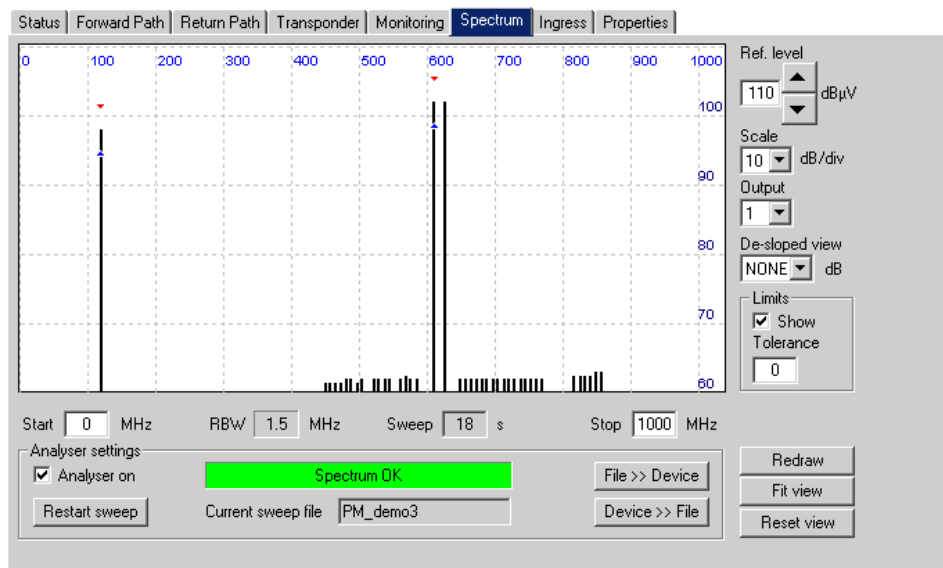 Status Forward Path Return Path Transponder Monitoring Spectrum Ingress Properties
0 100 200 300 400 500 600 700 800 900 1000
100
90
80
70
60
Ref. level
110 dBµV
Scale
10 dB/div
Output
1
De-sloped view
NONE dB
Limits
Show
Tolerance
0
Start 0 MHz RBW 1.5 MHz Sweep 18 s Stop 1000 MHz
Analyser settings
Analyser on Spectrum OK File >> Device
Restart sweep Current sweep file PM_demo3 Device >> File
Redraw
Fit view
Reset view